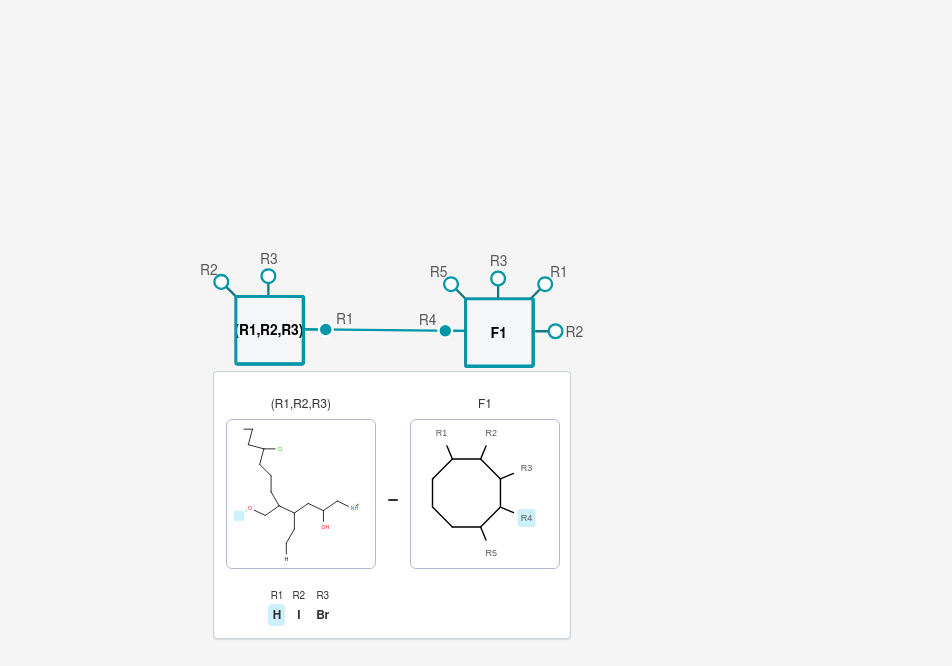 R2 R3
(R1,R2,R3) R1
R5 R3 R1
R4 F1 R2
(R1,R2,R3) F1
Cl
O
OH
H
R1 R2
R3
R4
R5
R1 R2 R3
H I Br